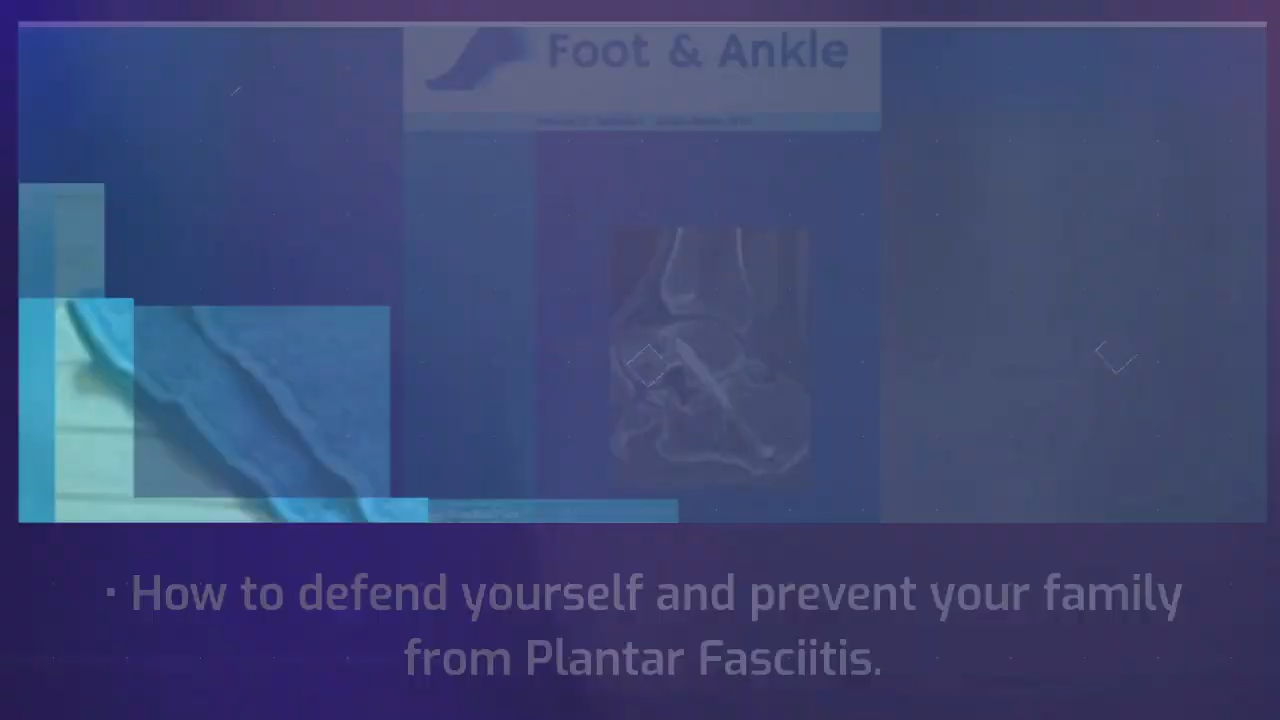 Foot & Ankle
· How to defend yourself and prevent your family
from Plantar Fasciitis.